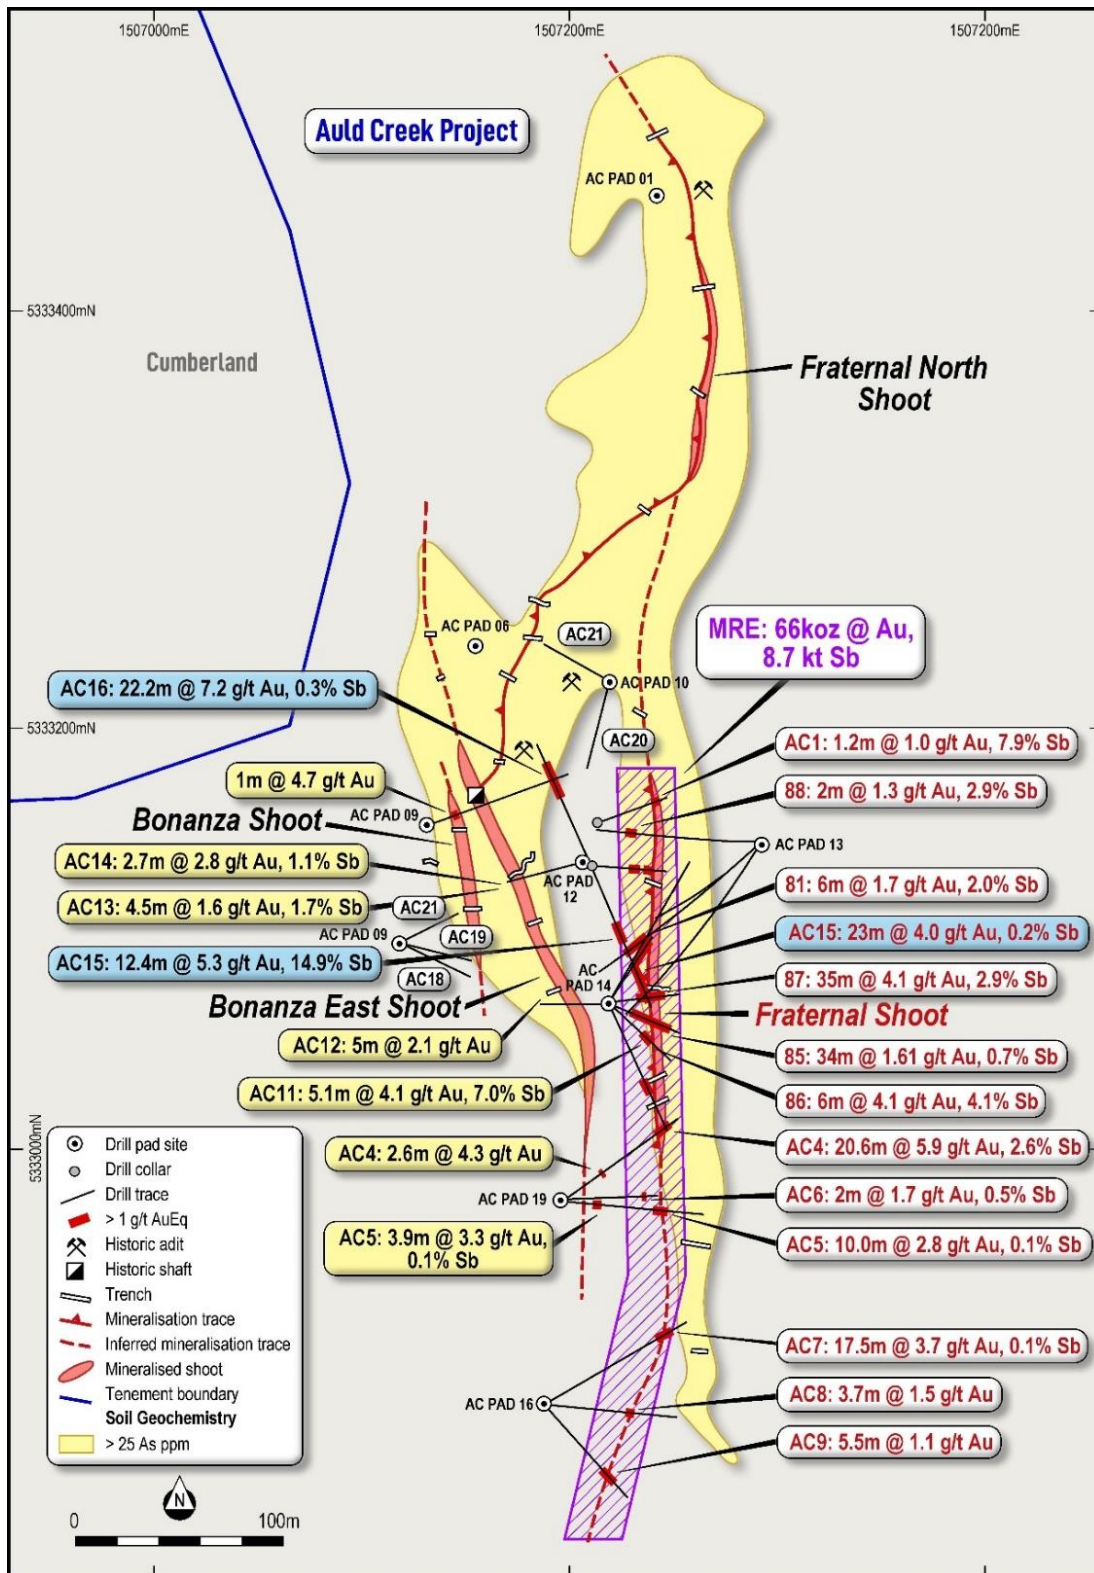 1507000mE
1507200mE
1507200mE
Auld Creek Project
AC PAD 01
5333400mN
Cumberland
Fraternal North
Shoot
AC PAD 06
AC21
MRE: 66koz @ Au,
8.7 kt Sb
AC16: 22.2m @ 7.2 g/t Au, 0.3% Sb
AC PAD 10
5333200mN
AC20
AC1: 1.2m @ 1.0 g/t Au, 7.9% Sb
1m @ 4.7 g/t Au
88: 2m @ 1.3 g/t Au, 2.9% Sb
Bonanza Shoot
AC PAD 09
AC PAD 13
AC14: 2.7m @ 2.8 g/t Au, 1.1% Sb
AC PAD
12
81: 6m @ 1.7 g/t Au, 2.0% Sb
AC13: 4.5m @ 1.6 g/t Au, 1.7% Sb
AC21
AC15: 23m @ 4.0 g/t Au, 0.2% Sb
AC PAD 09
AC19
AC15: 12.4m @ 5.3 g/t Au, 14.9% Sb
AC18
AC
PAD 14
87: 35m @ 4.1 g/t Au, 2.9% Sb
Bonanza East Shoot
Fraternal Shoot
AC12: 5m @ 2.1 g/t Au
85: 34m @ 1.61 g/t Au, 0.7% Sb
AC11: 5.1m @ 4.1 g/t Au, 7.0% Sb
86: 6m @ 4.1 g/t Au, 4.1% Sb
5333000mN
AC4: 2.6m @ 4.3 g/t Au
AC4: 20.6m @ 5.9 g/t Au, 2.6% Sb
AC PAD 19
AC6: 2m @ 1.7 g/t Au, 0.5% Sb
AC5: 3.9m @ 3.3 g/t Au,
0.1% Sb
AC5: 10.0m @ 2.8 g/t Au, 0.1% Sb
AC7: 17.5m @ 3.7 g/t Au, 0.1% Sb
AC PAD 16
AC8: 3.7m @ 1.5 g/t Au
AC9: 5.5m @ 1.1 g/t Au
Drill pad site
Drill collar
Drill trace
> 1 g/t AuEq
Historic adit
Historic shaft
Trench
Mineralisation trace
Inferred mineralisation trace
Mineralised shoot
Tenement boundary
Soil Geochemistry
> 25 As ppm
N
0
100m